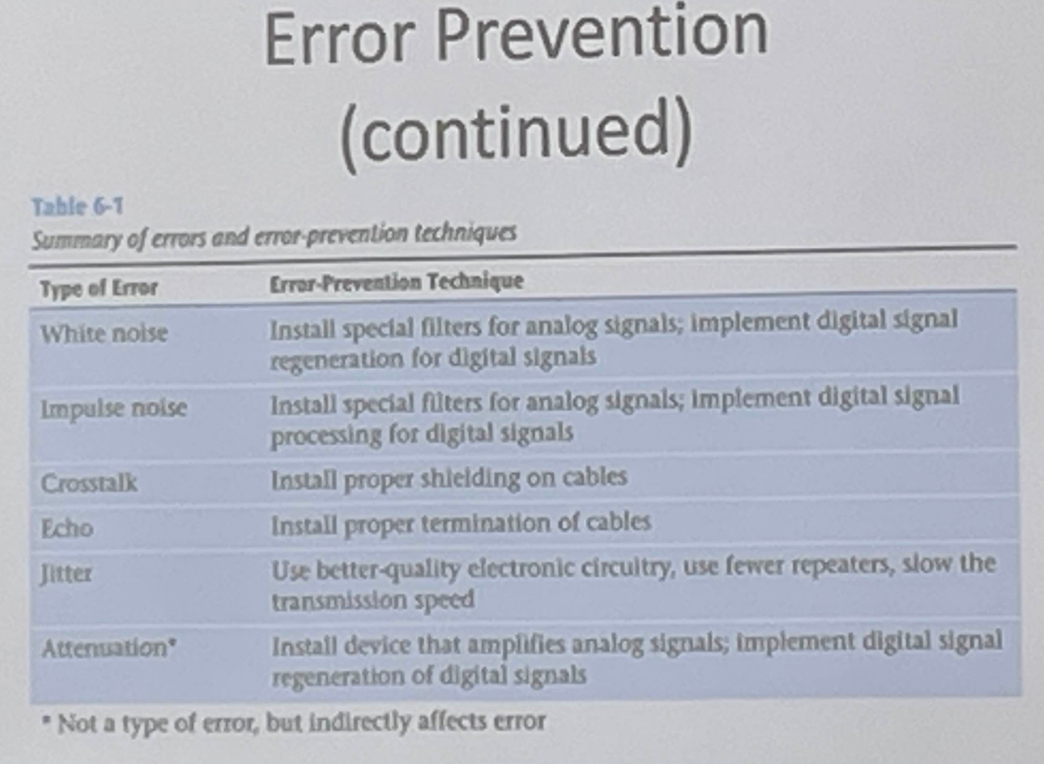 Error Prevention
(continued)
Table 6-1
Summary of errors and error-prevention techniques
Type of Error Error-Prevention Technique
White noise Install special filters for analog signals; implement digital signal
regeneration for digital signals
Impulse noise Install special filters for analog signals; implement digital signal
processing for digital signals
Crosstalk Install proper shielding on cables
Echo Install proper termination of cables
Jitter Use better-quality electronic circuitry, use fewer repeaters, slow the
transmission speed
Attenuation* Install device that amplifies analog signals; implement digital signal
regeneration of digital signals
* Not a type of error, but indirectly affects error